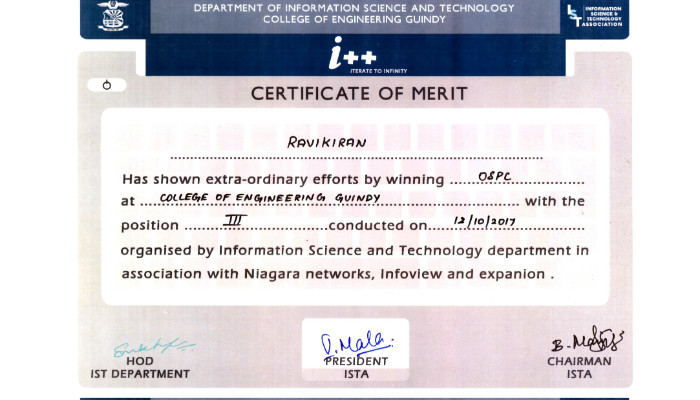 DEPARTMENT OF INFORMATION SCIENCE AND TECHNOLOGY
COLLEGE OF ENGINEERING GUINDY
IST INFORMATION
SCIENCE &
TECHNOLOGY
ASSOCIATION
i++
ITERATE TO INFINITY
CERTIFICATE OF MERIT
RAVIKIRAN
Has shown extra-ordinary efforts by winning OSPC
at COLLEGE OF ENGINEERING GUINDY with the
position III conducted on 12/10/2017
organised by Information Science and Technology department in
association with Niagara networks, Infoview and expanion .
HOD
IST DEPARTMENT
PRESIDENT
ISTA
CHAIRMAN
ISTA